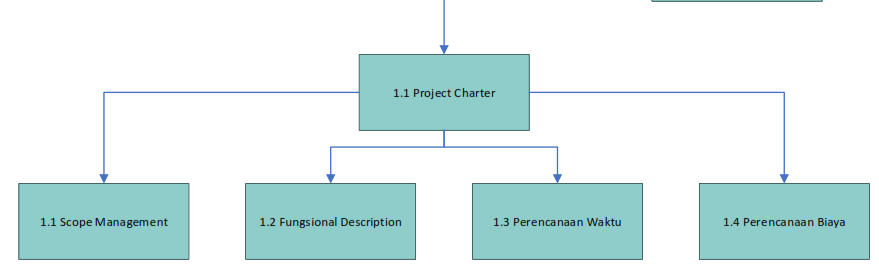 1.1 Project Charter
1.1 Scope Management
1.2 Fungsional Description
1.3 Perencanaan Waktu
1.4 Perencanaan Biaya